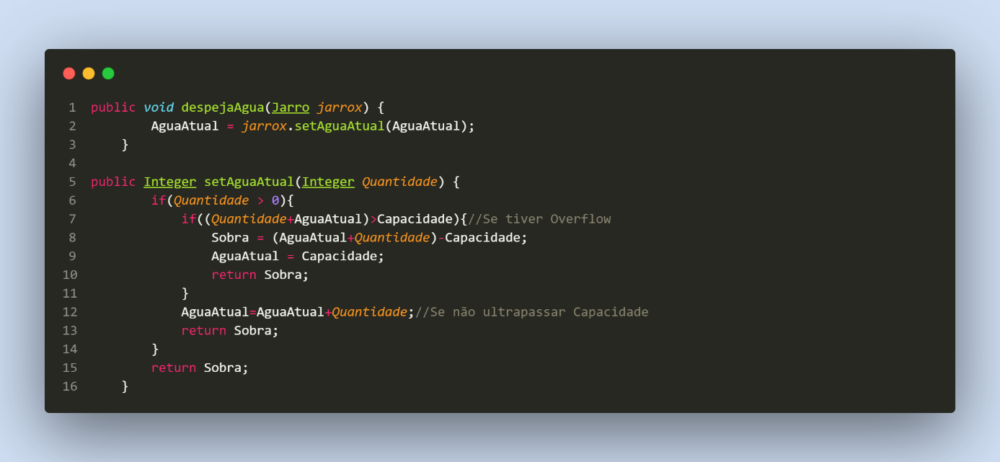 1 public void despejaAgua(Jarro jarrox) {
2         AguaAtual = jarrox.setAguaAtual(AguaAtual);
3     }
4
5 public Integer setAguaAtual(Integer Quantidade) {
6         if(Quantidade > 0){
7             if((Quantidade+AguaAtual)>Capacidade){//Se tiver Overflow
8                 Sobra = (AguaAtual+Quantidade)-Capacidade;
9                 AguaAtual = Capacidade;
10                 return Sobra;
11             }
12             AguaAtual=AguaAtual+Quantidade;//Se não ultrapassar Capacidade
13             return Sobra;
14         }
15         return Sobra;
16     }